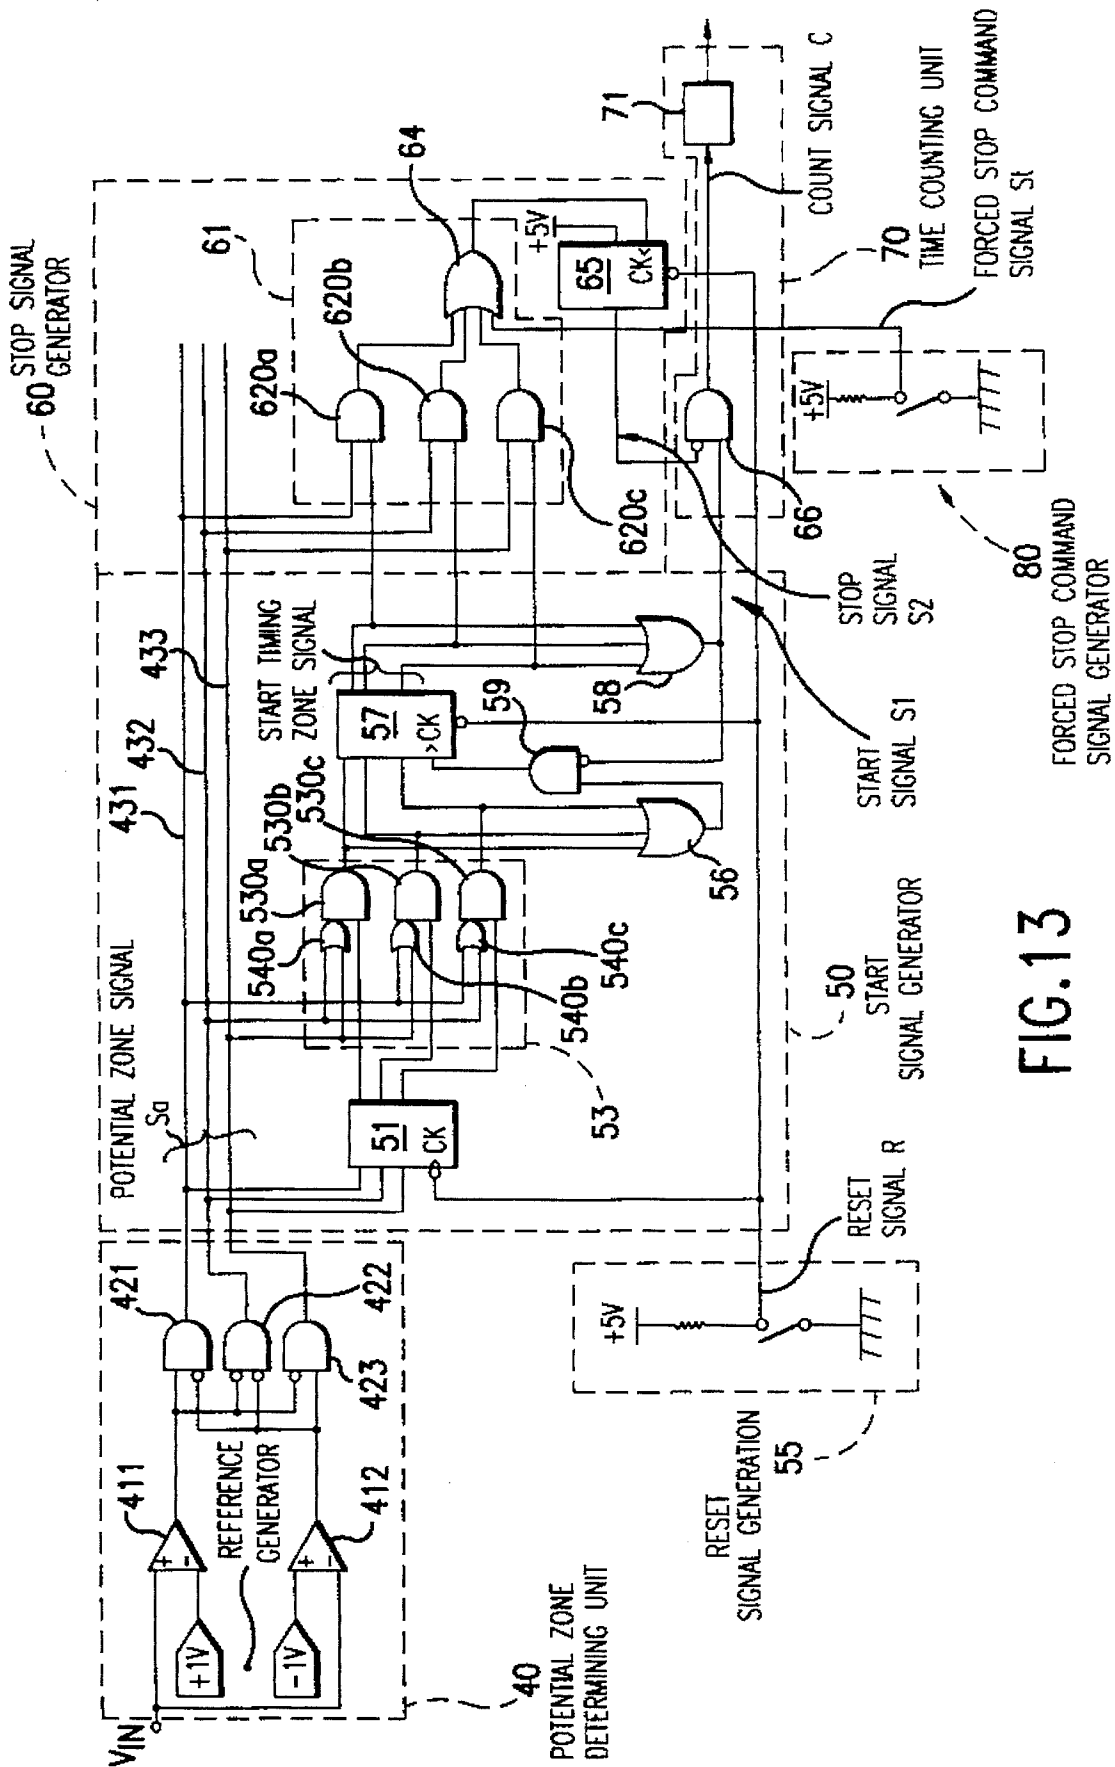 FIG.13
VIN
40
POTENTIAL ZONE
DETERMINING UNIT
+1V
-1V
REFERENCE
GENERATOR
411
+
-
412
+
-
421
422
423
RESET
SIGNAL GENERATION
55
+5V
RESET
SIGNAL R
POTENTIAL ZONE SIGNAL
Sa
431
432
433
51
CK
53
540a
540b
540c
530a
530b
530c
56
57
>CK
58
59
START TIMING
ZONE SIGNAL
50
START
SIGNAL GENERATOR
START
SIGNAL S1
STOP
SIGNAL
S2
60
STOP SIGNAL
GENERATOR
61
620a
620b
620c
64
+5V
65
CK<
66
71
COUNT SIGNAL C
70
TIME COUNTING UNIT
FORCED STOP COMMAND
SIGNAL St
+5V
80
FORCED STOP COMMAND
SIGNAL GENERATOR